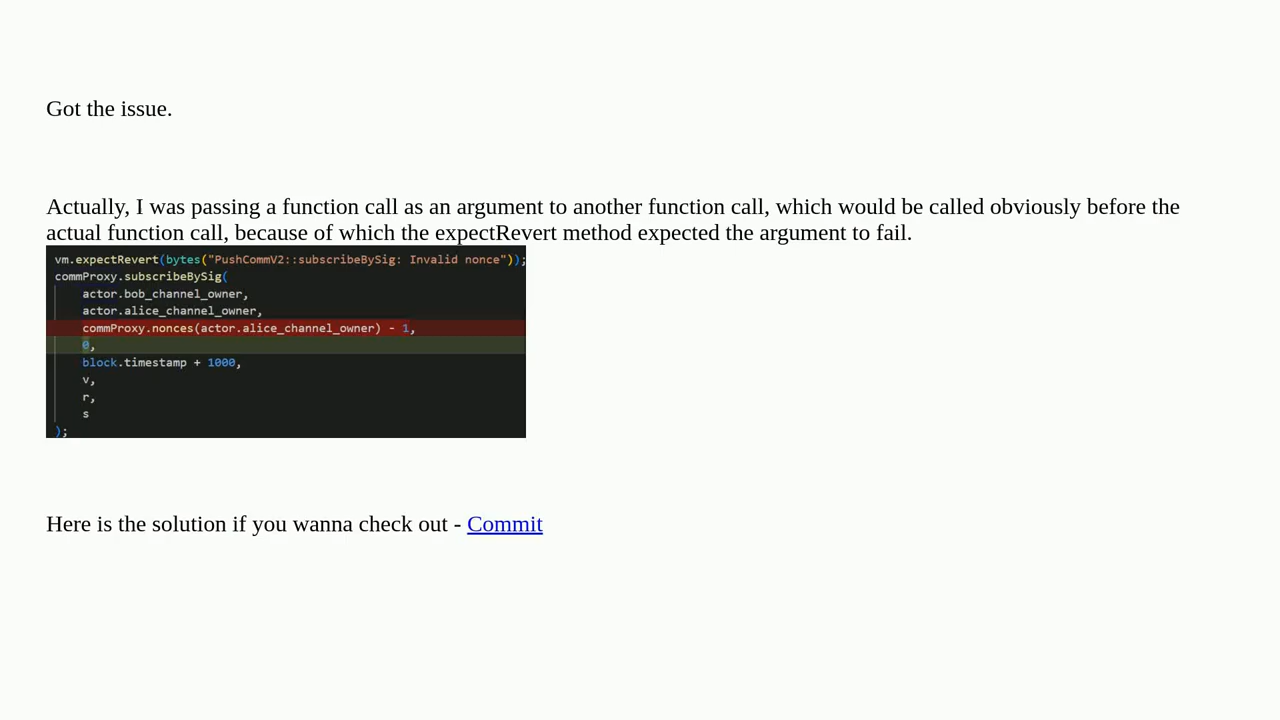 Got the issue.
Actually, I was passing a function call as an argument to another function call, which would be called obviously before the
actual function call, because of which the expectRevert method expected the argument to fail.
vm.expectRevert(bytes("PushCommV2::subscribeBySig: Invalid nonce"));
commProxy.subscribeBySig(
actor.bob_channel_owner,
actor.alice_channel_owner,
commProxy.nonces(actor.alice_channel_owner) - 1,
0,
block.timestamp + 1000,
v,
r,
s
);
Here is the solution if you wanna check out - Commit